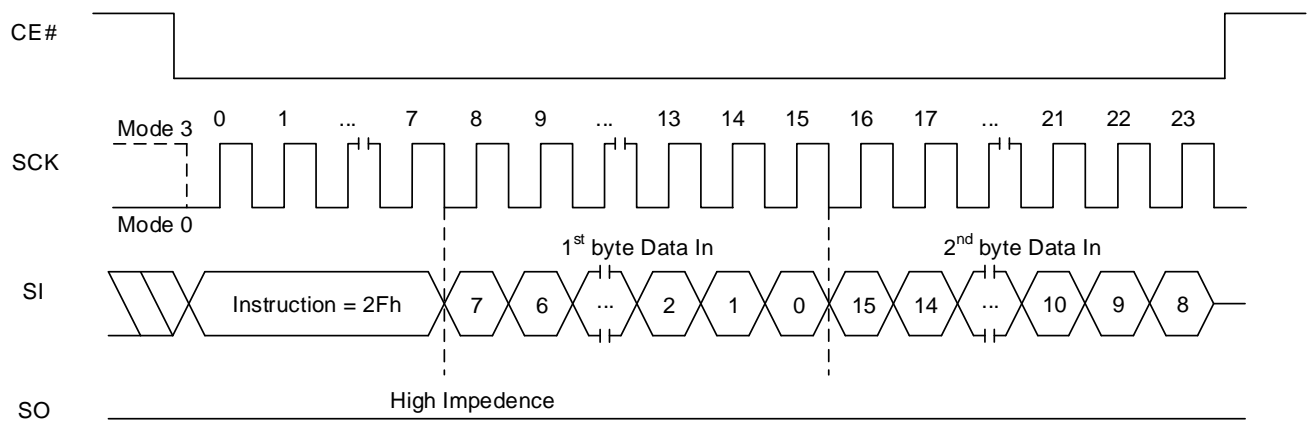 CE#
0 1 ... 7 8 9 ... 13 14 15 16 17 ... 21 22 23
Mode 3
SCK
Mode 0
1st byte Data In 2nd byte Data In
SI Instruction = 2Fh 7 6 ... 2 1 0 15 14 ... 10 9 8
High Impedence
SO